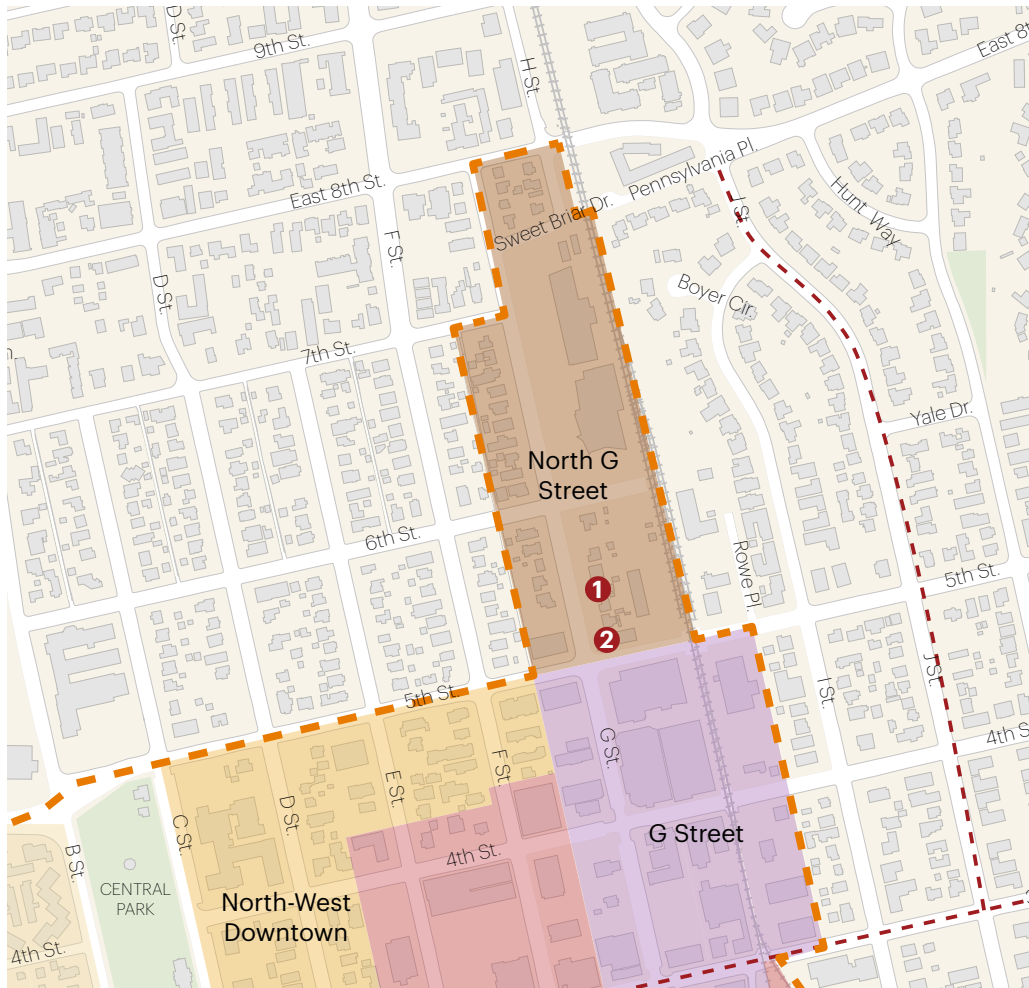 D St.
9th St.
F St.
H St.
East 8th
East 8th St.
Pennsylvania Pl.
Sweet Briar Dr.
J St.
Hunt Way
F St.
D St.
Boyer Cir.
7th St.
Yale Dr.
North G
Street
6th St.
Rowe Pl.
5th St.
1
2
5th St.
I St.
J St.
G St.
F St.
E St.
D St.
C St.
B St.
4th S
G Street
4th St.
CENTRAL
PARK
North-West
Downtown
4th St.